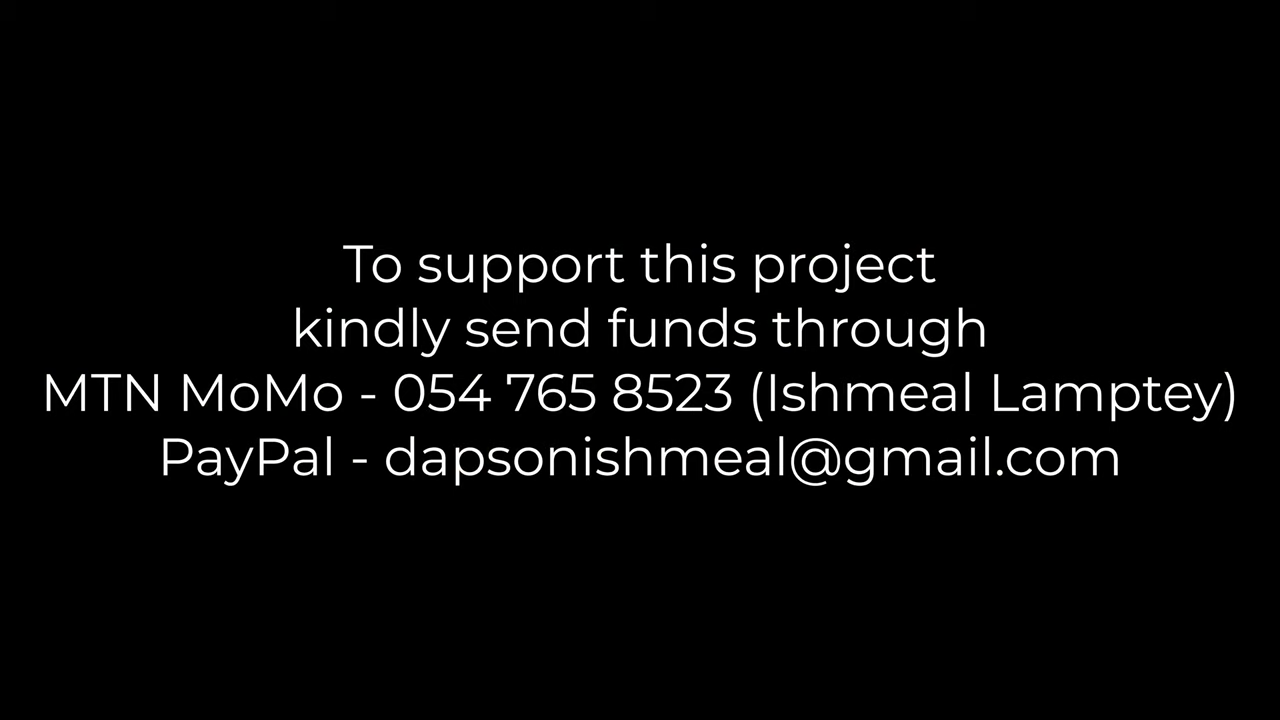 To support this project
kindly send funds through
MTN MoMo - 054 765 8523 (Ishmeal Lamptey)
PayPal - dapsonishmeal@gmail.com